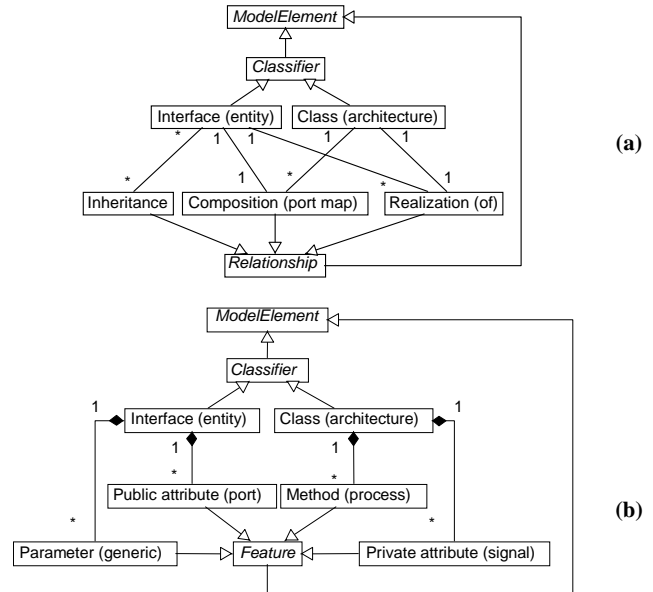 ModelElement
Classifier
Interface (entity) Class (architecture)
* 1 1 1 1
(a)
* 1 * * 1
Inheritance Composition (port map) Realization (of)
Relationship
ModelElement
Classifier
1 Interface (entity) Class (architecture) 1
1 1
* *
Public attribute (port) Method (process)
* *
(b)
Parameter (generic) Feature Private attribute (signal)